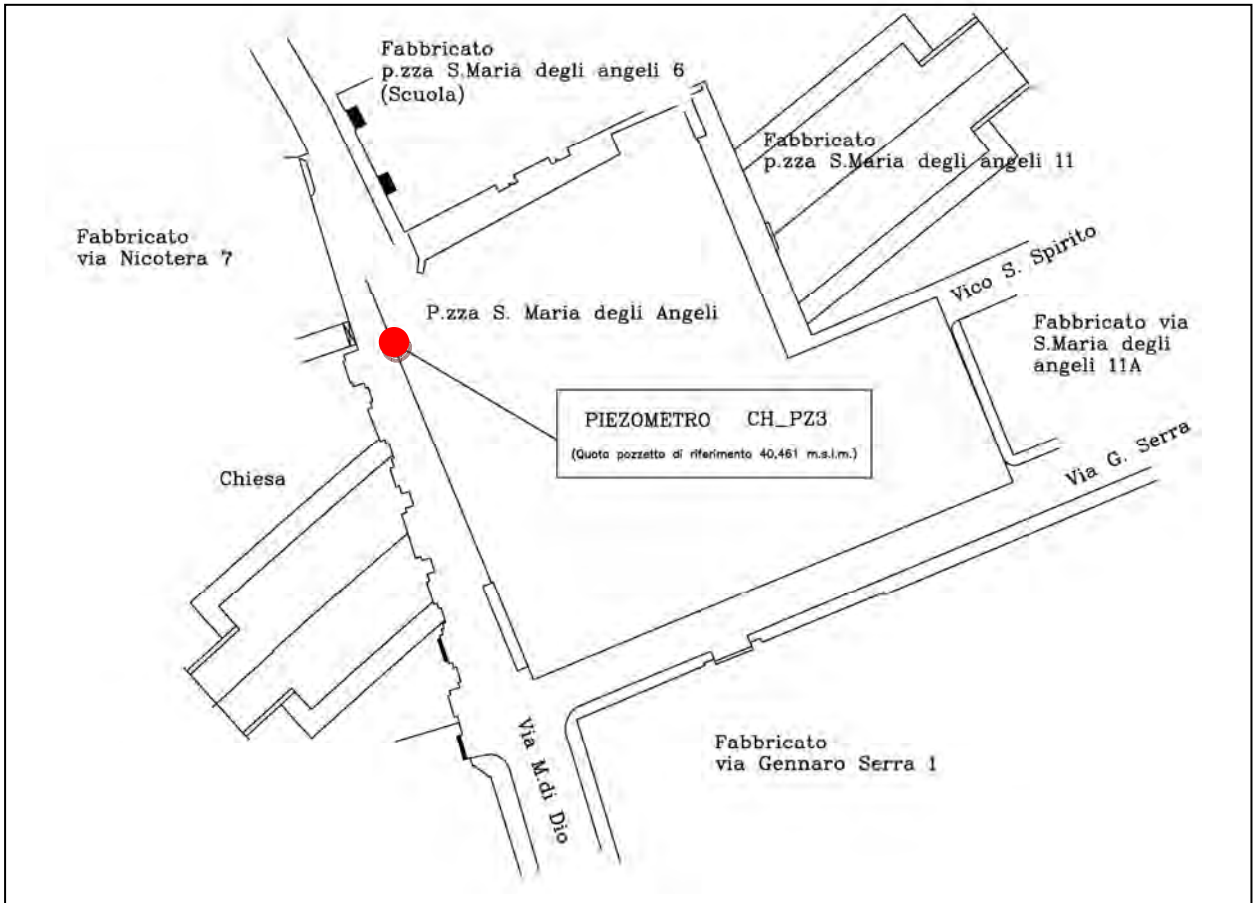 Fabbricato
p.zza S.Maria degli angeli 6
(Scuola)
Fabbricato
p.zza S.Maria degli angeli 11
Fabbricato
via Nicotera 7
Vico S. Spirito
P.zza S. Maria degli Angeli
Fabbricato via
S.Maria degli
angeli 11A
PIEZOMETRO CH_PZ3
(Quota pozzetto di riferimento 40,461 m.s.l.m.)
Via G. Serra
Chiesa
Via M.di Dio
Fabbricato
via Gennaro Serra 1